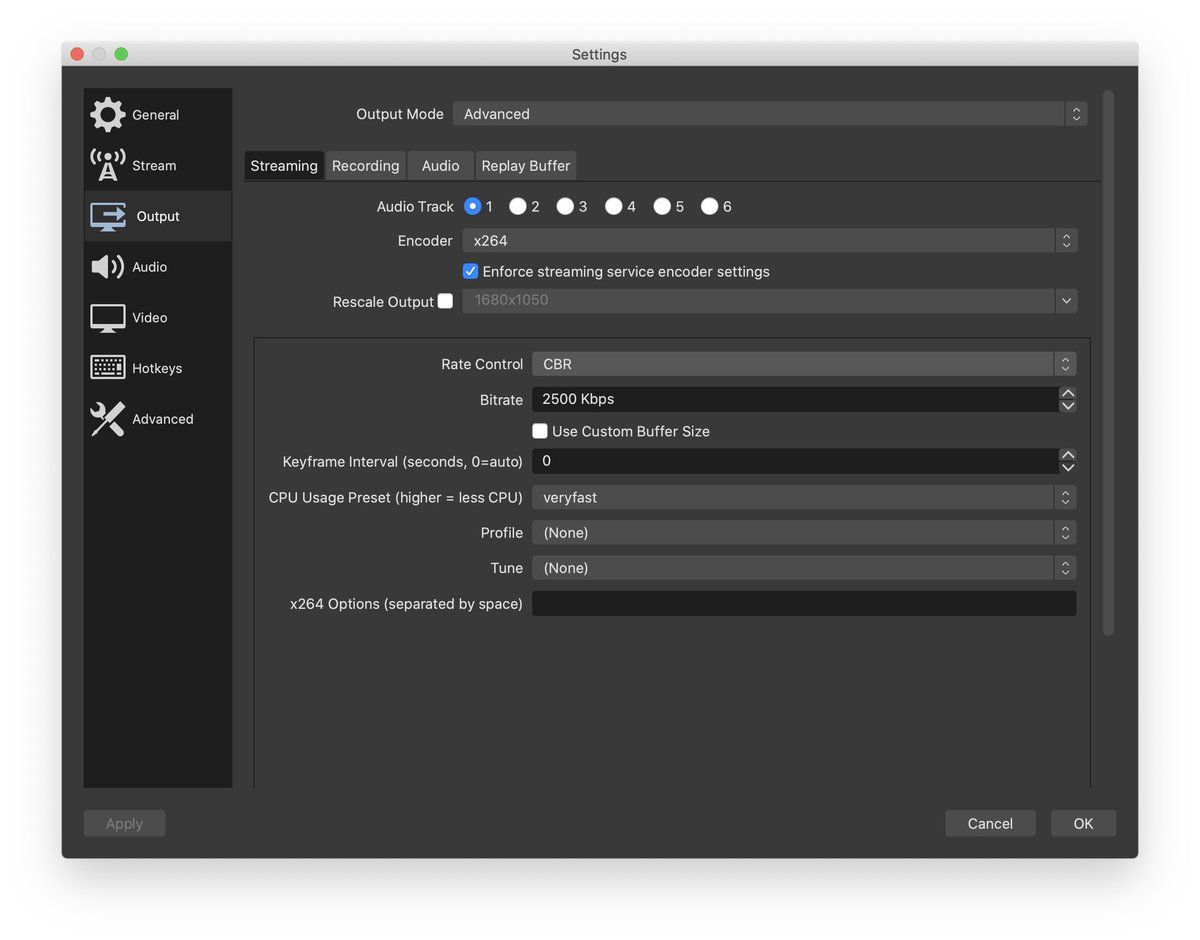 Settings
General
Stream
Output
Audio
Video
Hotkeys
Advanced
Output Mode Advanced
Streaming Recording Audio Replay Buffer
Audio Track 1 2 3 4 5 6
Encoder x264
Enforce streaming service encoder settings
Rescale Output 1680x1050
Rate Control CBR
Bitrate 2500 Kbps
Use Custom Buffer Size
Keyframe Interval (seconds, 0=auto) 0
CPU Usage Preset (higher = less CPU) veryfast
Profile (None)
Tune (None)
x264 Options (separated by space)
Apply Cancel OK